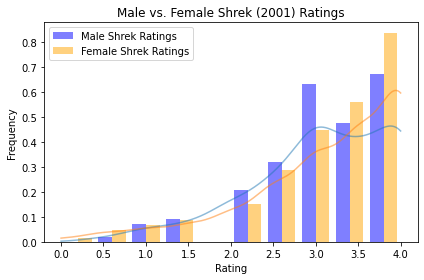 Male vs. Female Shrek (2001) Ratings
Male Shrek Ratings
Female Shrek Ratings
Frequency
0.8
0.7
0.6
0.5
0.4
0.3
0.2
0.1
0.0
0.0 0.5 1.0 1.5 2.0 2.5 3.0 3.5 4.0
Rating